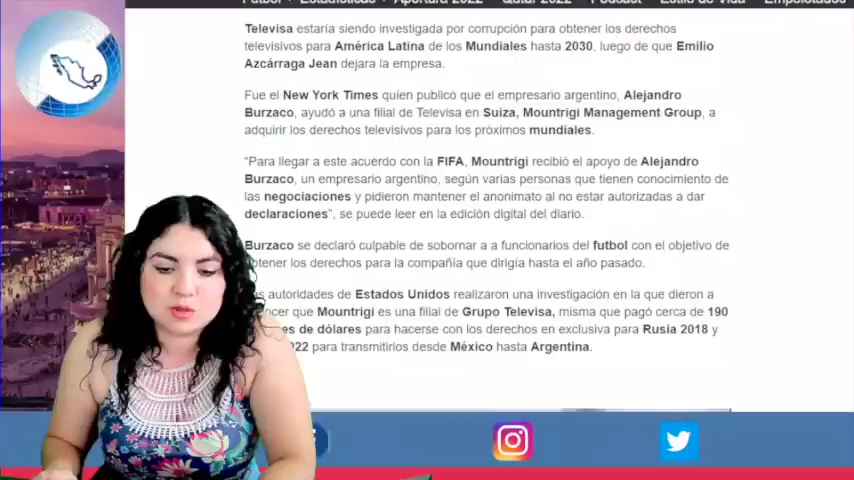 Futbol Estadísticas Apertura 2022 Qatar 2022 Podcast Estilo de Vida Empelotados
Televisa estaría siendo investigada por corrupción para obtener los derechos
televisivos para América Latina de los Mundiales hasta 2030, luego de que Emilio
Azcárraga Jean dejara la empresa.
Fue el New York Times quien publicó que el empresario argentino, Alejandro
Burzaco, ayudó a una filial de Televisa en Suiza, Mountrigi Management Group, a
adquirir los derechos televisivos para los próximos mundiales.
“Para llegar a este acuerdo con la FIFA, Mountrigi recibió el apoyo de Alejandro
Burzaco, un empresario argentino, según varias personas que tienen conocimiento de
las negociaciones y pidieron mantener el anonimato al no estar autorizadas a dar
declaraciones”, se puede leer en la edición digital del diario.
Burzaco se declaró culpable de sobornar a a funcionarios del futbol con el objetivo de
btener los derechos para la compañía que dirigía hasta el año pasado.
autoridades de Estados Unidos realizaron una investigación en la que dieron a
ocer que Mountrigi es una filial de Grupo Televisa, misma que pagó cerca de 190
es de dólares para hacerse con los derechos en exclusiva para Rusia 2018 y
022 para transmitirlos desde México hasta Argentina.